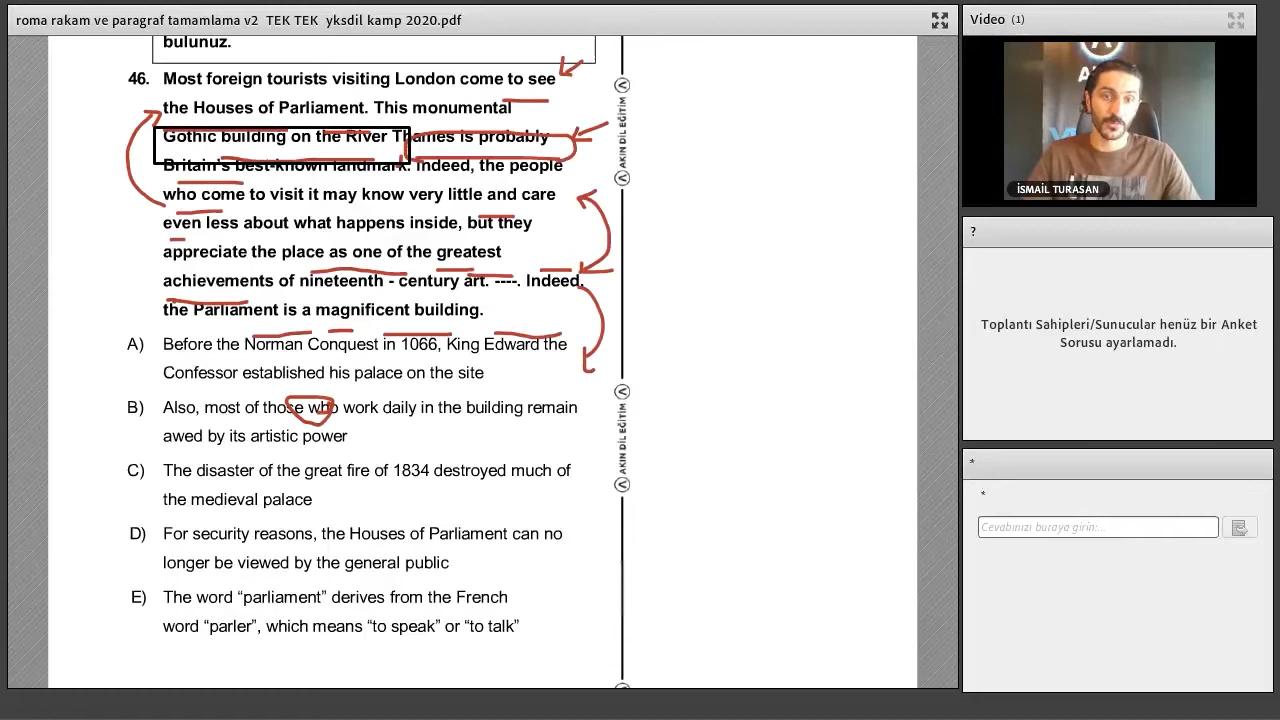 roma rakam ve paragraf tamamlama v2 TEK TEK yksdil kamp 2020.pdf
bulunuz.
46. Most foreign tourists visiting London come to see
the Houses of Parliament. This monumental
Gothic building on the River Thames is probably
Britain's best-known landmark. Indeed, the people
who come to visit it may know very little and care
even less about what happens inside, but they
appreciate the place as one of the greatest
achievements of nineteenth - century art. ----. Indeed,
the Parliament is a magnificent building.
A) Before the Norman Conquest in 1066, King Edward the
Confessor established his palace on the site
B) Also, most of those who work daily in the building remain
awed by its artistic power
C) The disaster of the great fire of 1834 destroyed much of
the medieval palace
D) For security reasons, the Houses of Parliament can no
longer be viewed by the general public
E) The word “parliament” derives from the French
word “parler”, which means “to speak” or “to talk”
AKIN DİL EĞİTİM
AKIN DİL EĞİTİM
Video (1)
İSMAİL TURASAN
?
Toplantı Sahipleri/Sunucular henüz bir Anket
Sorusu ayarlamadı.
*
*
Cevabınızı buraya girin:...